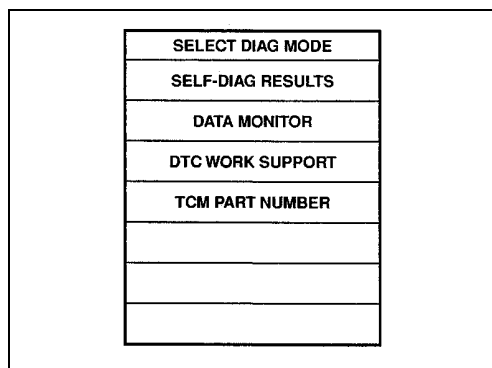 SELECT DIAG MODE
SELF-DIAG RESULTS
DATA MONITOR
DTC WORK SUPPORT
TCM PART NUMBER